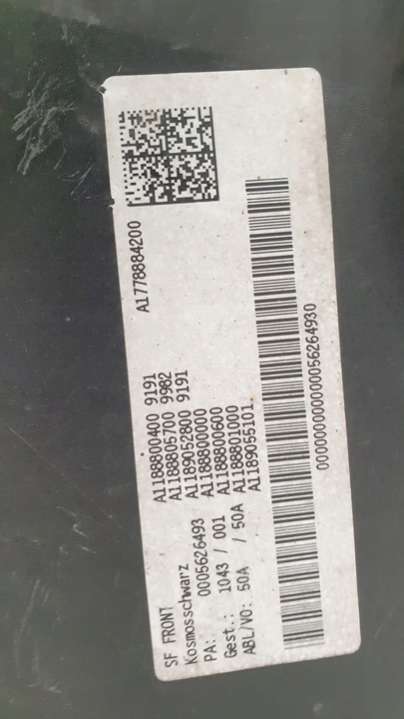 A1778884200
A1188800400 9191
A1188805700 9982
A1189052800 9191
A1188800000
A1188800600
A1188801000
A1189055101
SF FRONT
Kosmosschwarz
PA: 0005626493
Gest.: 1043 / 001
ABL/VO: 50A / 50A
00000000000056264930